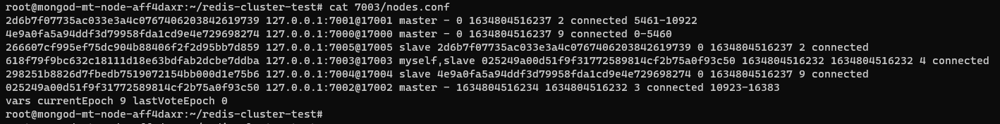 root@mongod-mt-node-aff4daxr:~/redis-cluster-test# cat 7003/nodes.conf
2d6b7f07735ac033e3a4c0767406203842619739 127.0.0.1:7001@17001 master - 0 1634804516237 2 connected 5461-10922
4e9a0fa5a94ddf3d79958fda1cd9e4e729698274 127.0.0.1:7000@17000 master - 0 1634804516237 9 connected 0-5460
266607cf995ef75dc904b88406f2f2d95bb7d859 127.0.0.1:7005@17005 slave 2d6b7f07735ac033e3a4c0767406203842619739 0 1634804516237 2 connected
618f79f9bc632c18111d18e63bdfab2dcbe7ddba 127.0.0.1:7003@17003 myself,slave 025249a00d51f9f31772589814cf2b75a0f93c50 1634804516232 1634804516232 4 connected
298251b8826d7fbedb7519072154bb000d1e75b6 127.0.0.1:7004@17004 slave 4e9a0fa5a94ddf3d79958fda1cd9e4e729698274 0 1634804516237 9 connected
025249a00d51f9f31772589814cf2b75a0f93c50 127.0.0.1:7002@17002 master - 1634804516234 1634804516232 3 connected 10923-16383
vars currentEpoch 9 lastVoteEpoch 0
root@mongod-mt-node-aff4daxr:~/redis-cluster-test#